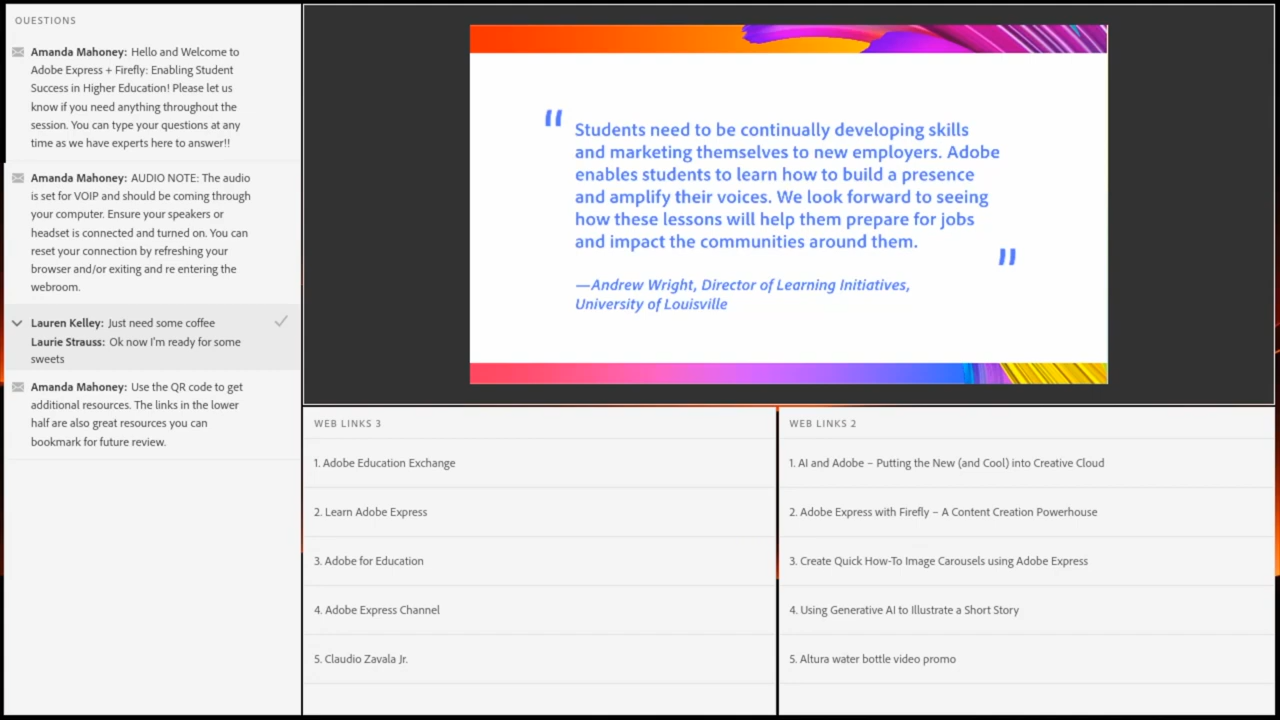 QUESTIONS
Amanda Mahoney: Hello and Welcome to
Adobe Express + Firefly: Enabling Student
Success in Higher Education! Please let us
know if you need anything throughout the
session. You can type your questions at any
time as we have experts here to answer!!
Amanda Mahoney: AUDIO NOTE: The audio
is set for VOIP and should be coming through
your computer. Ensure your speakers or
headset is connected and turned on. You can
reset your connection by refreshing your
browser and/or exiting and re entering the
webroom.
Lauren Kelley: Just need some coffee
Laurie Strauss: Ok now I'm ready for some
sweets
Amanda Mahoney: Use the QR code to get
additional resources. The links in the lower
half are also great resources you can
bookmark for future review.
" Students need to be continually developing skills
and marketing themselves to new employers. Adobe
enables students to learn how to build a presence
and amplify their voices. We look forward to seeing
how these lessons will help them prepare for jobs
and impact the communities around them. "
—Andrew Wright, Director of Learning Initiatives,
University of Louisville
WEB LINKS 3
1. Adobe Education Exchange
2. Learn Adobe Express
3. Adobe for Education
4. Adobe Express Channel
5. Claudio Zavala Jr.
WEB LINKS 2
1. AI and Adobe – Putting the New (and Cool) into Creative Cloud
2. Adobe Express with Firefly – A Content Creation Powerhouse
3. Create Quick How-To Image Carousels using Adobe Express
4. Using Generative AI to Illustrate a Short Story
5. Altura water bottle video promo